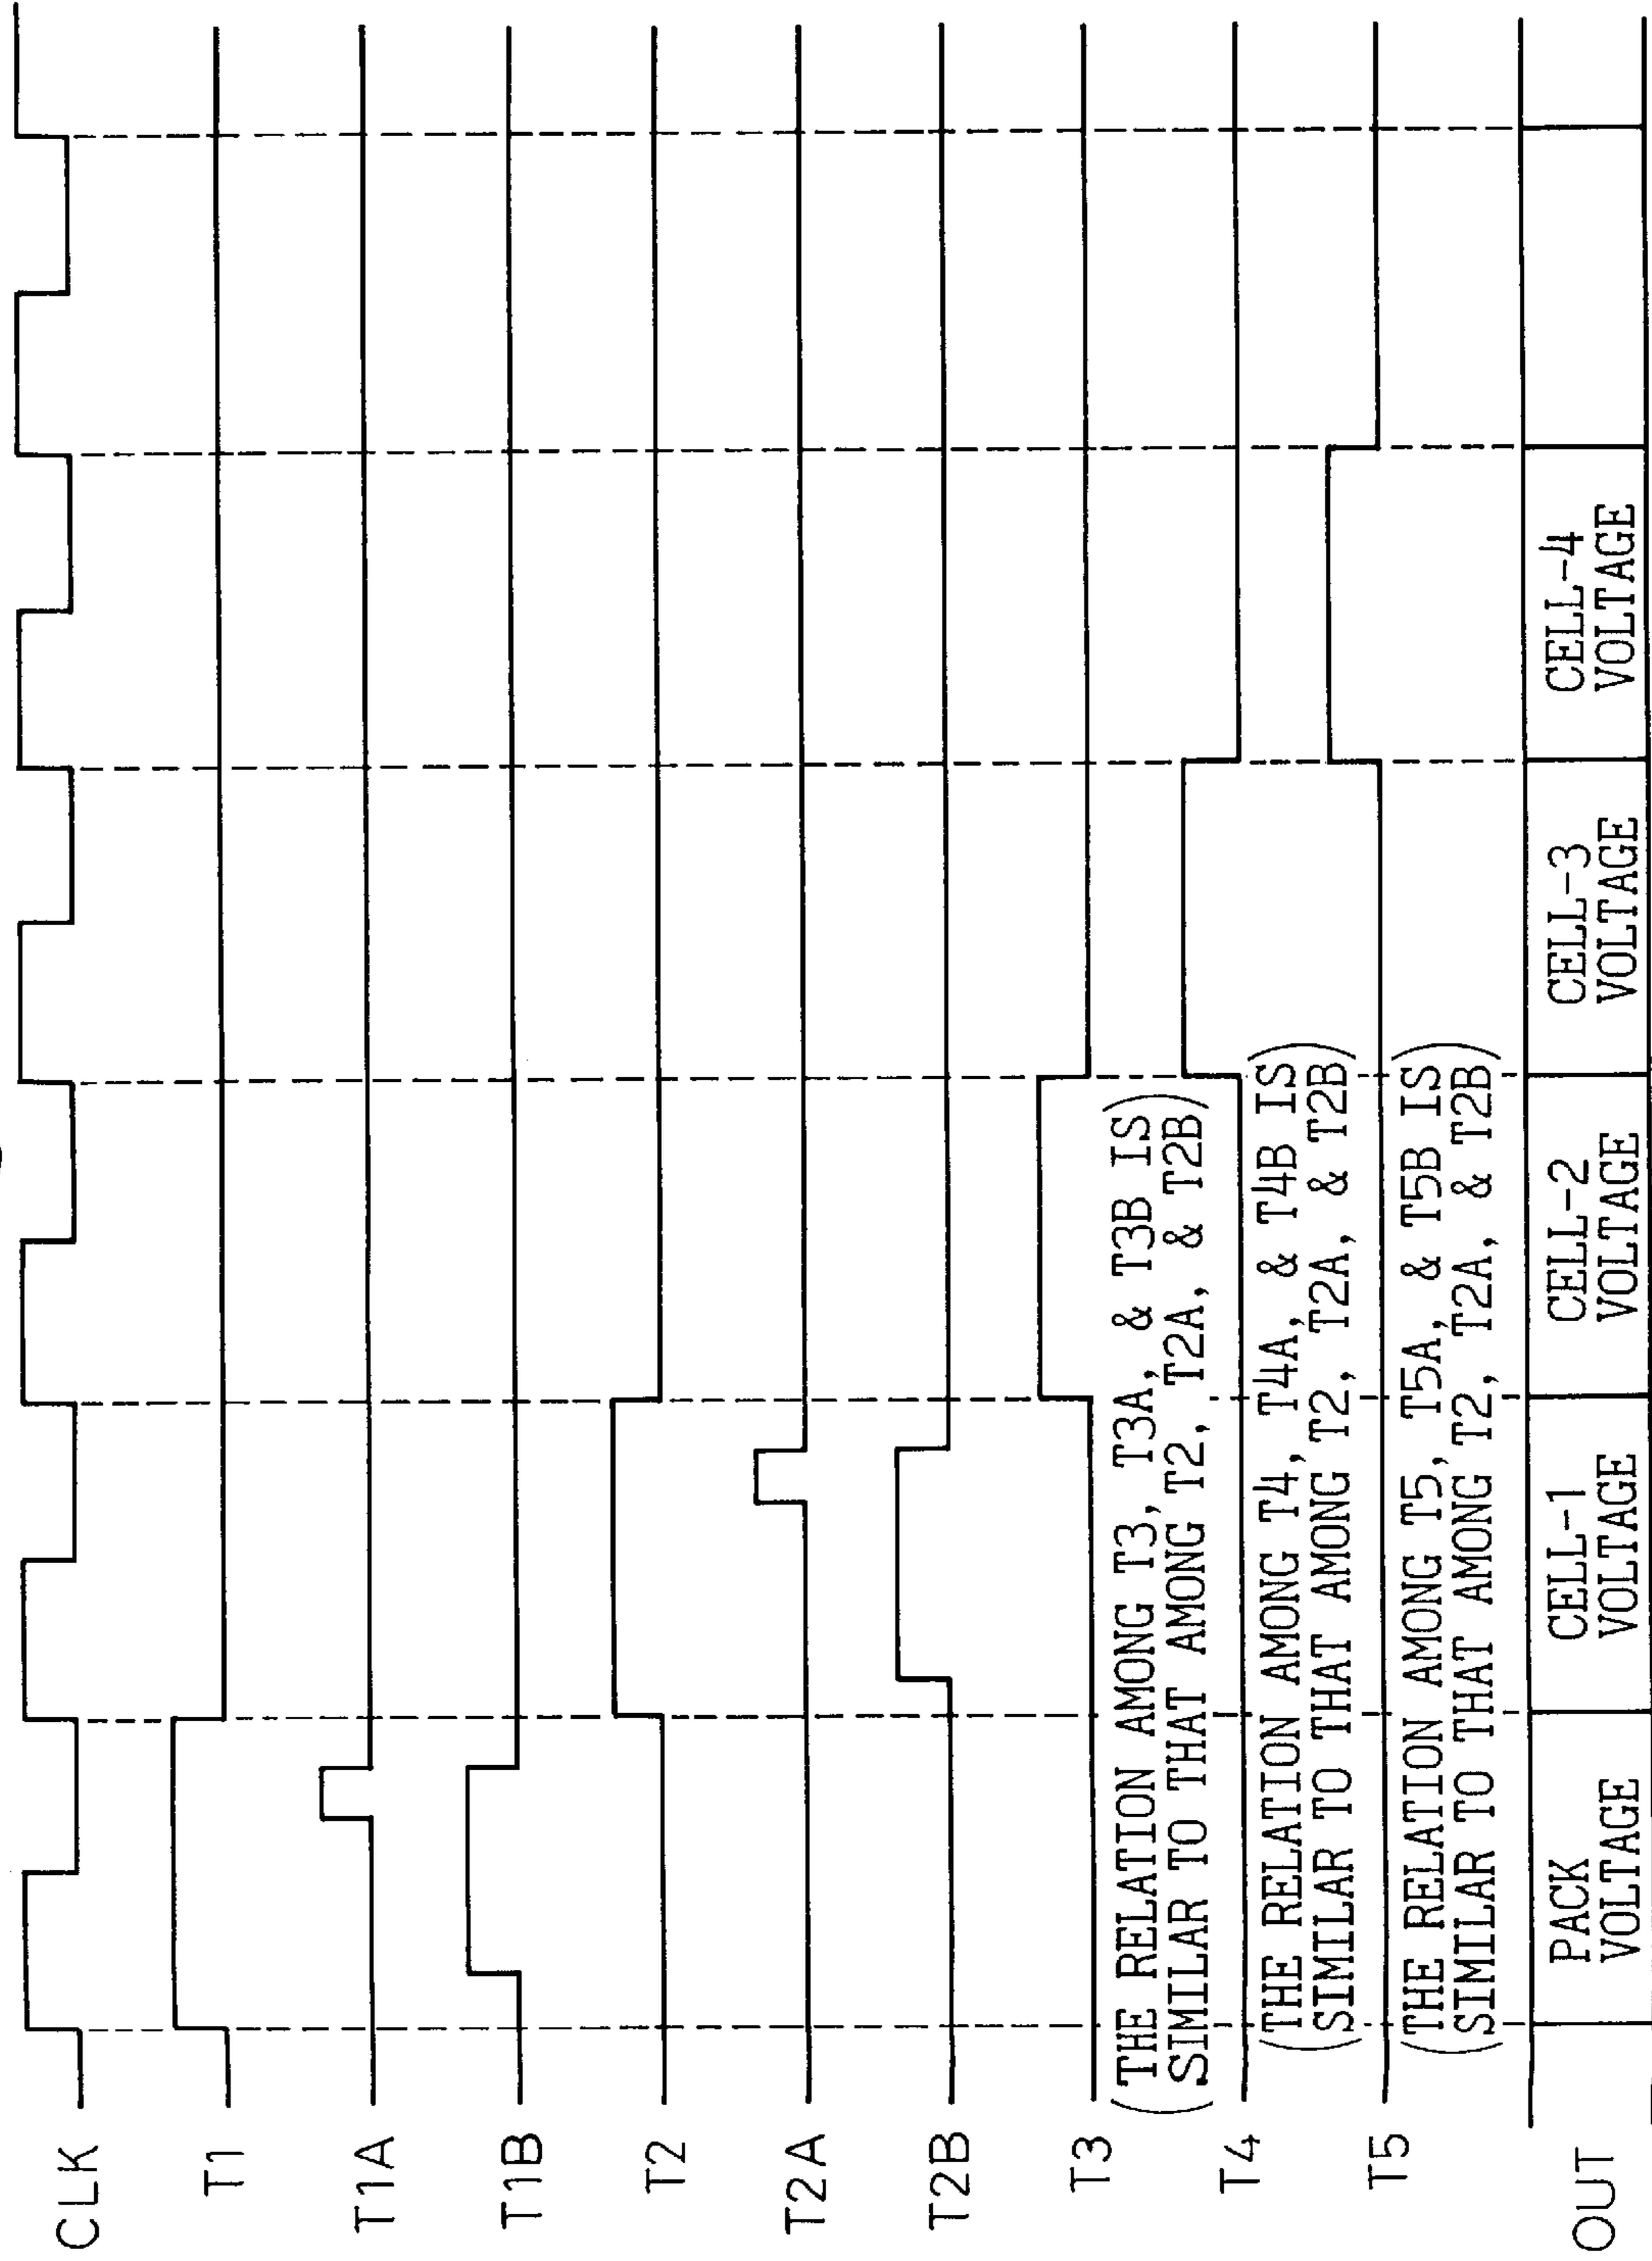 CLK
T1
T1A
T1B
T2
T2A
T2B
T3
(THE RELATION AMONG T3, T3A, & T3B IS
SIMILAR TO THAT AMONG T2, T2A, & T2B)
T4
(THE RELATION AMONG T4, T4A, & T4B IS
SIMILAR TO THAT AMONG T2, T2A, & T2B)
T5
(THE RELATION AMONG T5, T5A, & T5B IS
SIMILAR TO THAT AMONG T2, T2A, & T2B)
OUT
PACK
VOLTAGE
CELL-1
VOLTAGE
CELL-2
VOLTAGE
CELL-3
VOLTAGE
CELL-4
VOLTAGE